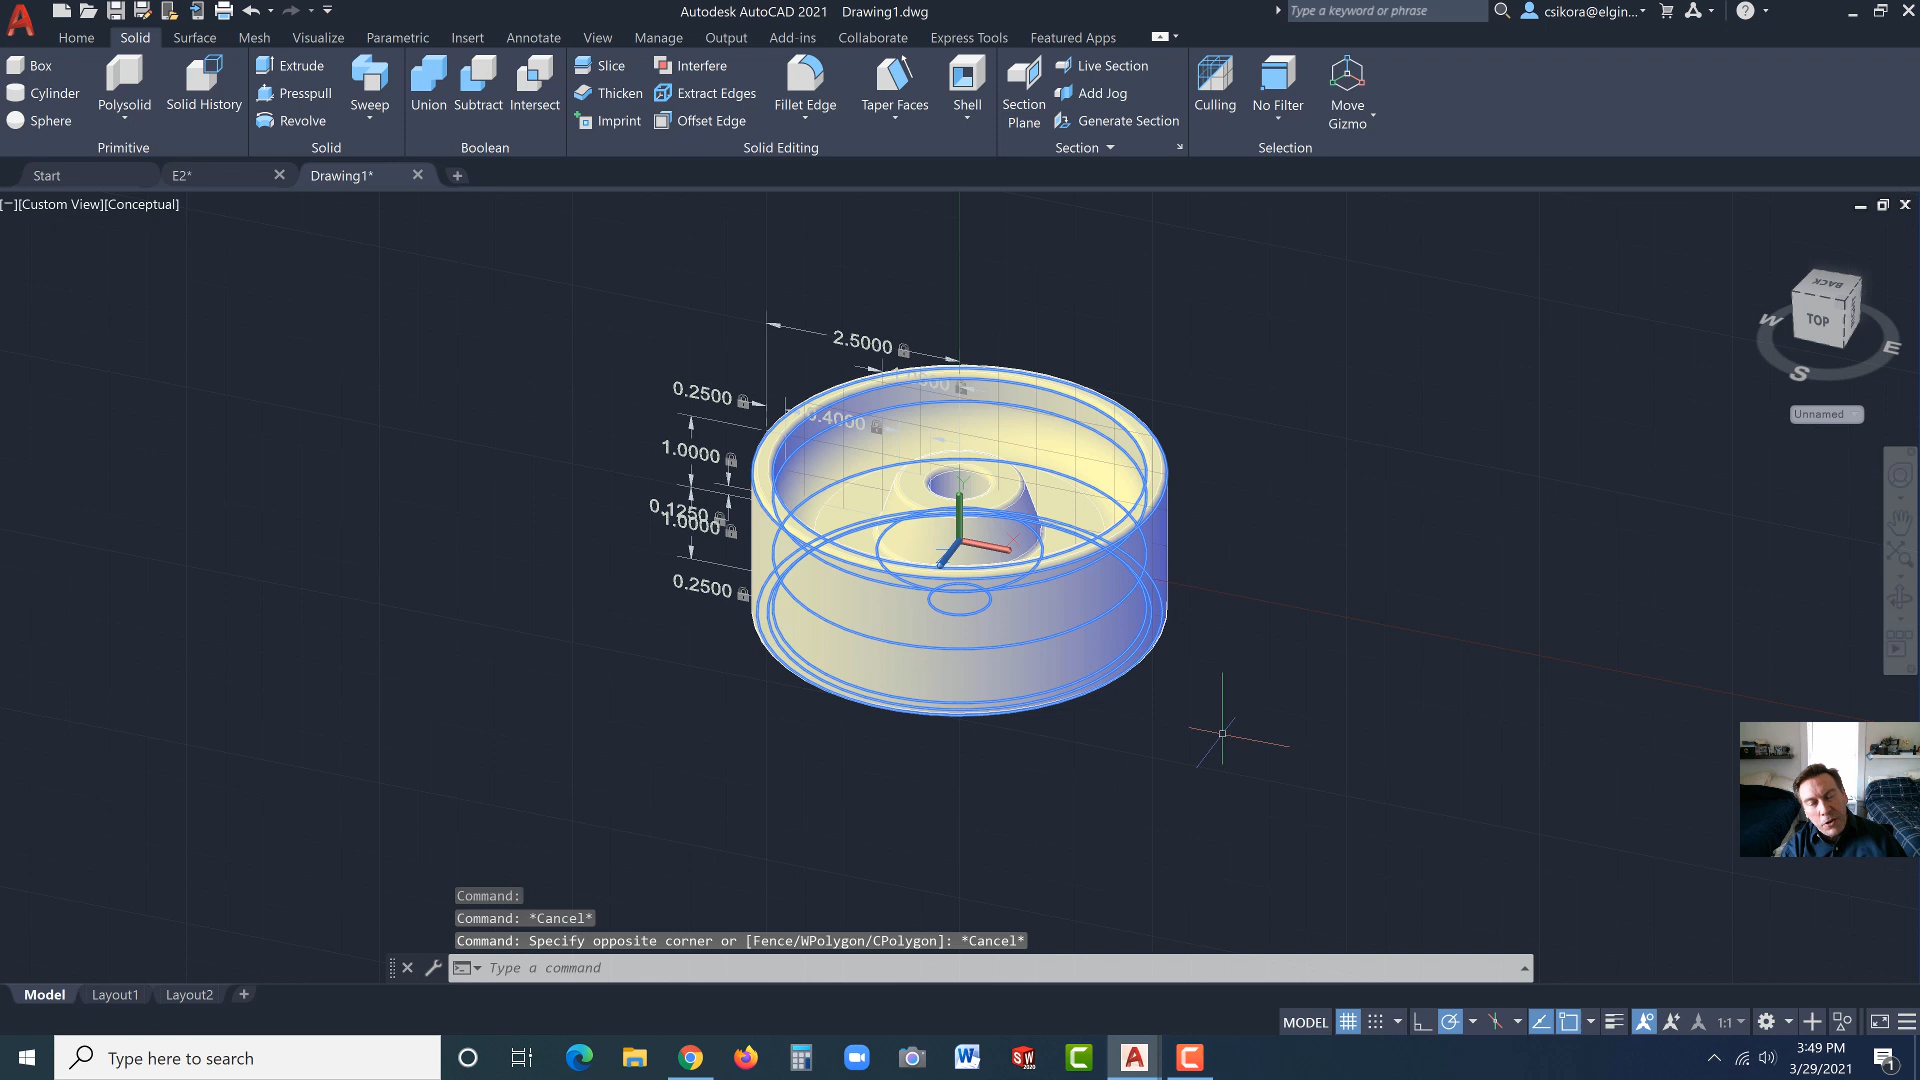 Autodesk AutoCAD 2021 Drawing1.dwg
Type a keyword or phrase
csikora@elgin...
Home Solid Surface Mesh Visualize Parametric Insert Annotate View Manage Output Add-ins Collaborate Express Tools Featured Apps
Box
Cylinder
Sphere
Polysolid
Solid History
Primitive
Extrude
Presspull
Revolve
Sweep
Solid
Union
Subtract
Intersect
Boolean
Slice
Thicken
Imprint
Interfere
Extract Edges
Offset Edge
Fillet Edge
Taper Faces
Shell
Solid Editing
Section Plane
Live Section
Add Jog
Generate Section
Section
Culling
No Filter
Move Gizmo
Selection
Start
E2*
Drawing1*
[−][Custom View][Conceptual]
BACK
TOP
W
E
S
Unnamed
2.5000
0.2500
1.0000
0.1250
1.0000
0.2500
Y
X
Command:
Command: *Cancel*
Command: Specify opposite corner or [Fence/WPolygon/CPolygon]: *Cancel*
Type a command
Model Layout1 Layout2
MODEL
1:1
Type here to search
SW
2020
3:49 PM
3/29/2021
1